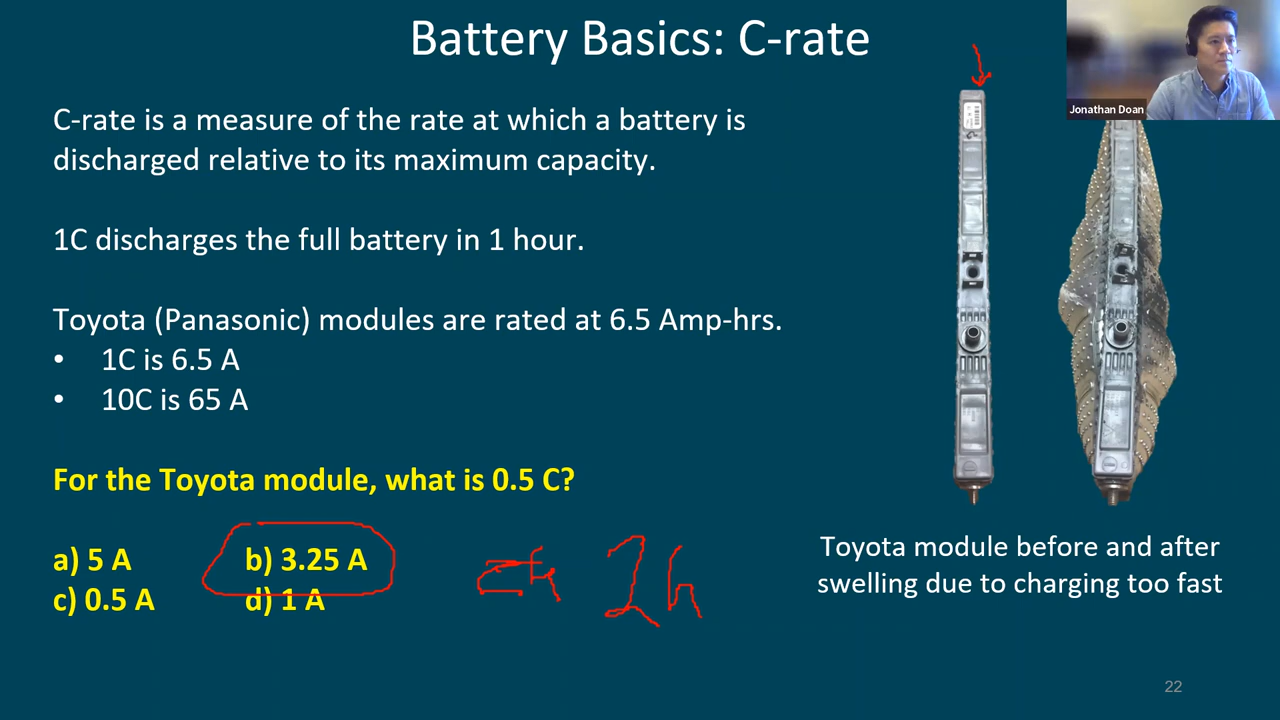 Battery Basics: C-rate
Jonathan Doan
C-rate is a measure of the rate at which a battery is
discharged relative to its maximum capacity.
1C discharges the full battery in 1 hour.
Toyota (Panasonic) modules are rated at 6.5 Amp-hrs.
• 1C is 6.5 A
• 10C is 65 A
For the Toyota module, what is 0.5 C?
a) 5 A b) 3.25 A
c) 0.5 A d) 1 A
2h
Toyota module before and after
swelling due to charging too fast
22